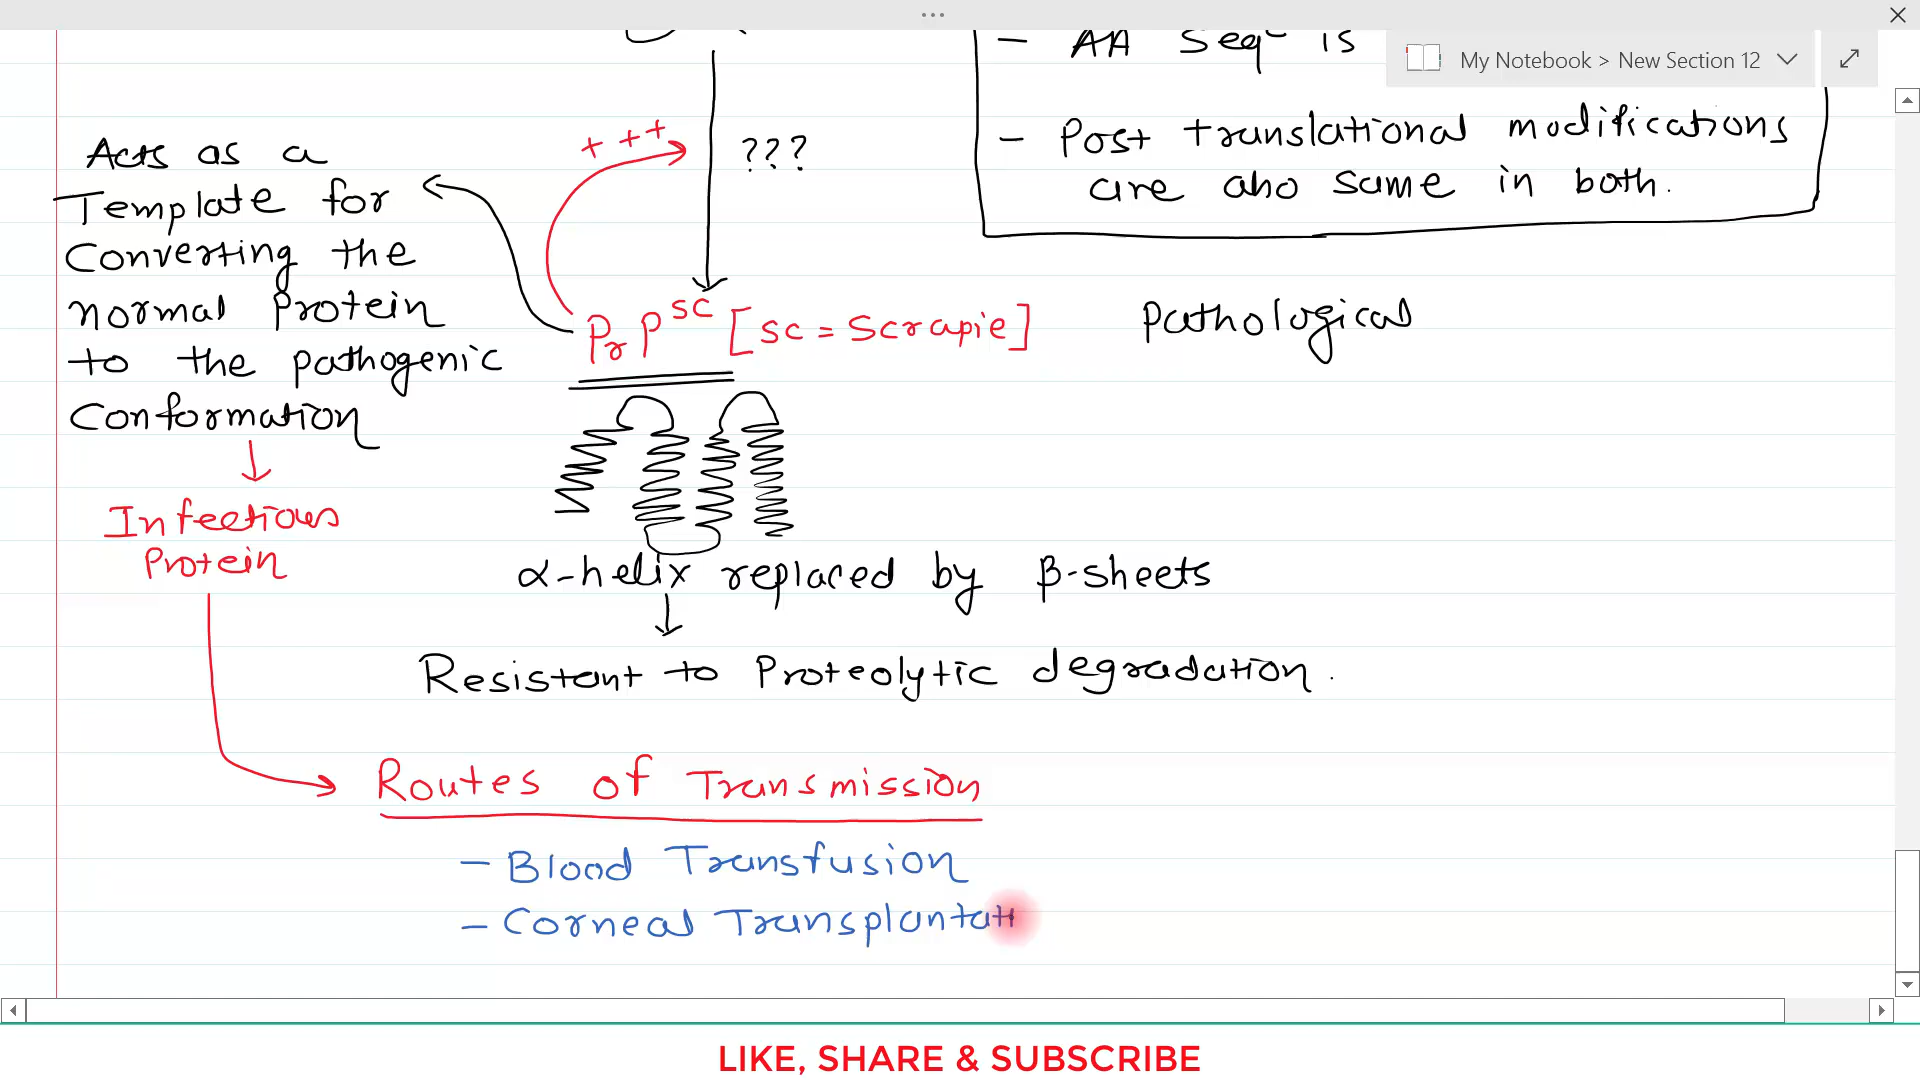 - AA Seq^n is
My Notebook > New Section 12
- Post translational modifications
are also same in both.
+ + +
???
Acts as a
Template for
Converting the
normal Protein
to the pathogenic
Conformation
↓
Infectious
Protein
PrP^SC [SC = Scrapie]
Pathological
α-helix replaced by β-sheets
↓
Resistant to Proteolytic degradation.
Routes of Transmission
- Blood Transfusion
- Corneal Transplantati
LIKE, SHARE & SUBSCRIBE